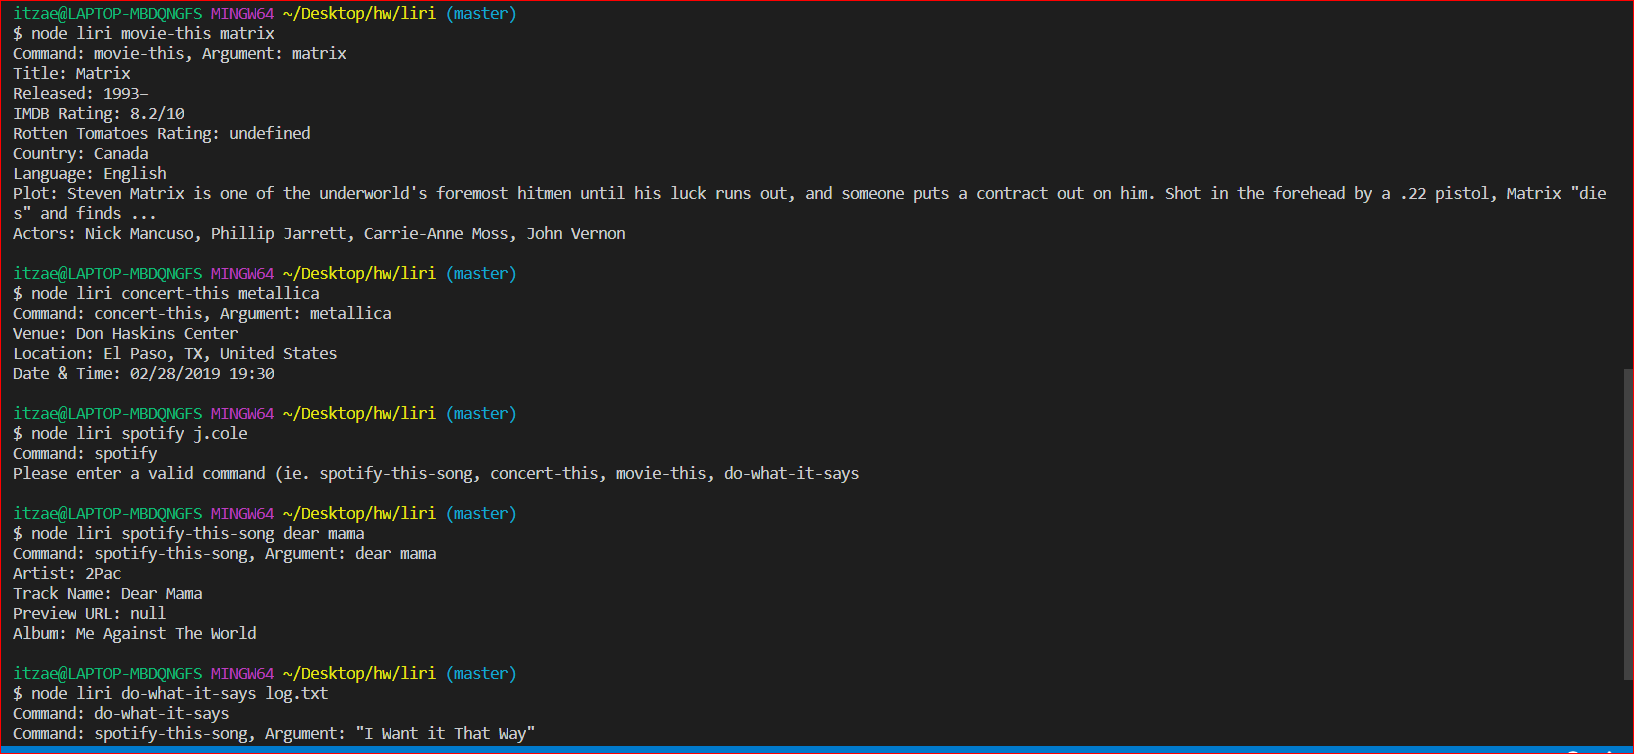 itzae@LAPTOP-MBDQNGFS MINGW64 ~/Desktop/hw/liri (master)
$ node liri movie-this matrix
Command: movie-this, Argument: matrix
Title: Matrix
Released: 1993–
IMDB Rating: 8.2/10
Rotten Tomatoes Rating: undefined
Country: Canada
Language: English
Plot: Steven Matrix is one of the underworld's foremost hitmen until his luck runs out, and someone puts a contract out on him. Shot in the forehead by a .22 pistol, Matrix "die
s" and finds ...
Actors: Nick Mancuso, Phillip Jarrett, Carrie-Anne Moss, John Vernon
itzae@LAPTOP-MBDQNGFS MINGW64 ~/Desktop/hw/liri (master)
$ node liri concert-this metallica
Command: concert-this, Argument: metallica
Venue: Don Haskins Center
Location: El Paso, TX, United States
Date & Time: 02/28/2019 19:30
itzae@LAPTOP-MBDQNGFS MINGW64 ~/Desktop/hw/liri (master)
$ node liri spotify j.cole
Command: spotify
Please enter a valid command (ie. spotify-this-song, concert-this, movie-this, do-what-it-says
itzae@LAPTOP-MBDQNGFS MINGW64 ~/Desktop/hw/liri (master)
$ node liri spotify-this-song dear mama
Command: spotify-this-song, Argument: dear mama
Artist: 2Pac
Track Name: Dear Mama
Preview URL: null
Album: Me Against The World
itzae@LAPTOP-MBDQNGFS MINGW64 ~/Desktop/hw/liri (master)
$ node liri do-what-it-says log.txt
Command: do-what-it-says
Command: spotify-this-song, Argument: "I Want it That Way"